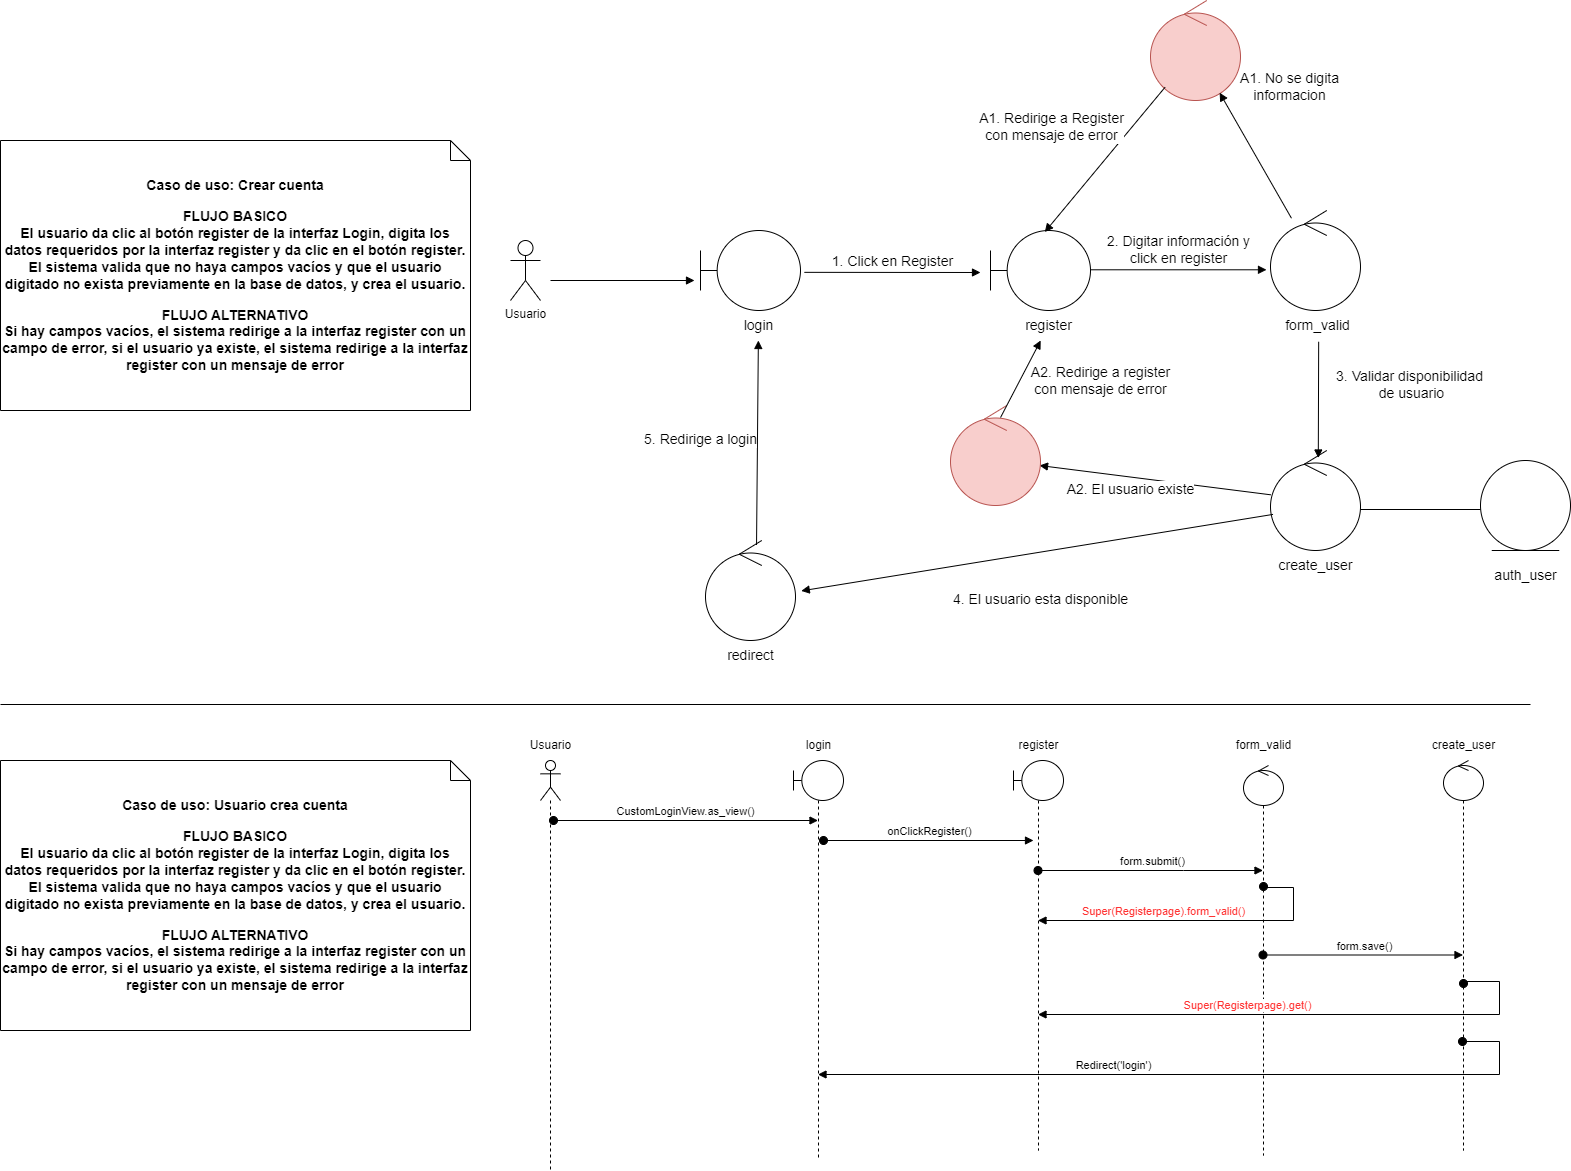 A1. No se digita
informacion
A1. Redirige a Register
con mensaje de error
Caso de uso: Crear cuenta
FLUJO BASICO
El usuario da clic al botón register de la interfaz Login, digita los
datos requeridos por la interfaz register y da clic en el botón register.
El sistema valida que no haya campos vacíos y que el usuario
digitado no exista previamente en la base de datos, y crea el usuario.
FLUJO ALTERNATIVO
Si hay campos vacíos, el sistema redirige a la interfaz register con un
campo de error, si el usuario ya existe, el sistema redirige a la interfaz
register con un mensaje de error
Usuario
1. Click en Register
2. Digitar información y
click en register
login
register
form_valid
A2. Redirige a register
con mensaje de error
3. Validar disponibilidad
de usuario
5. Redirige a login
A2. El usuario existe
create_user
auth_user
4. El usuario esta disponible
redirect
Usuario
login
register
form_valid
create_user
Caso de uso: Usuario crea cuenta
FLUJO BASICO
El usuario da clic al botón register de la interfaz Login, digita los
datos requeridos por la interfaz register y da clic en el botón register.
El sistema valida que no haya campos vacíos y que el usuario
digitado no exista previamente en la base de datos, y crea el usuario.
FLUJO ALTERNATIVO
Si hay campos vacíos, el sistema redirige a la interfaz register con un
campo de error, si el usuario ya existe, el sistema redirige a la interfaz
register con un mensaje de error
CustomLoginView.as_view()
onClickRegister()
form.submit()
Super(Registerpage).form_valid()
form.save()
Super(Registerpage).get()
Redirect('login')